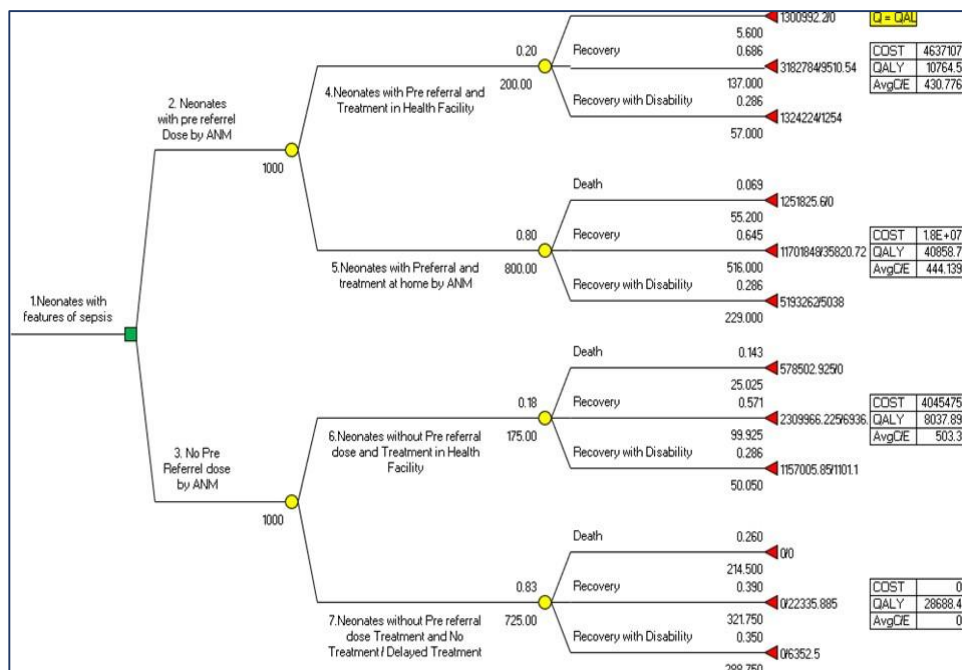 1300992.2/0
Q = QAL
5.600
0.20
Recovery
0.686
COST 4637107
3182784/9510.54
QALY 10764.5
4.Neonates with Pre referral and
Treatment in Health Facility
200.00
137.000
AvgC/E 430.776
Recovery with Disability
0.286
2. Neonates
with pre referrel
Dose by ANM
1324224/1254
57.000
1000
Death
0.069
1251825.6/0
55.200
0.80
Recovery
0.645
COST 1.8E+07
11701848/35820.72
QALY 40858.7
5.Neonates with Preferral and
treatment at home by ANM
800.00
516.000
AvgC/E 444.139
Recovery with Disability
0.286
5193262/5038
229.000
1.Neonates with
features of sepsis
Death
0.143
578502.925/0
25.025
0.18
Recovery
0.571
COST 4045475
2309966.225/6936.
QALY 8037.89
6.Neonates without Pre referral
dose and Treatment in Health
Facility
175.00
99.925
AvgC/E 503.3
Recovery with Disability
0.286
3. No Pre
Referrel dose
by ANM
1157005.85/1101.1
50.050
1000
Death
0.260
0/0
214.500
0.83
Recovery
0.390
COST 0
0/22335.885
QALY 28688.4
7.Neonates without Pre referral
dose Treatment and No
Treatment / Delayed Treatment
725.00
321.750
AvgC/E 0
Recovery with Disability
0.350
0/6352.5
288.750